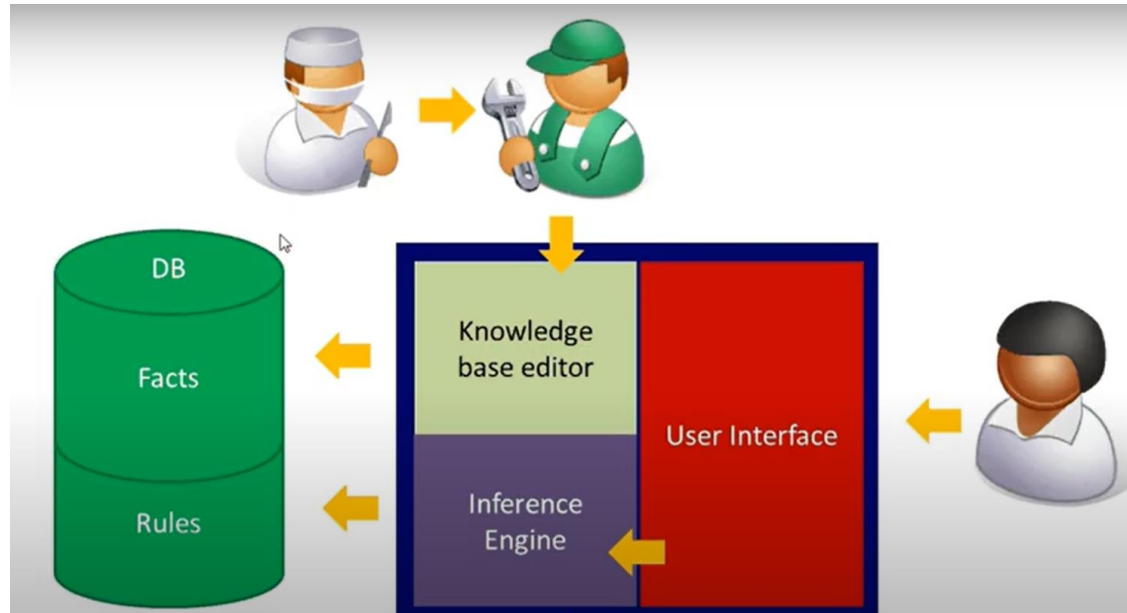 DB
Facts
Rules
Knowledge
base editor
Inference
Engine
User Interface